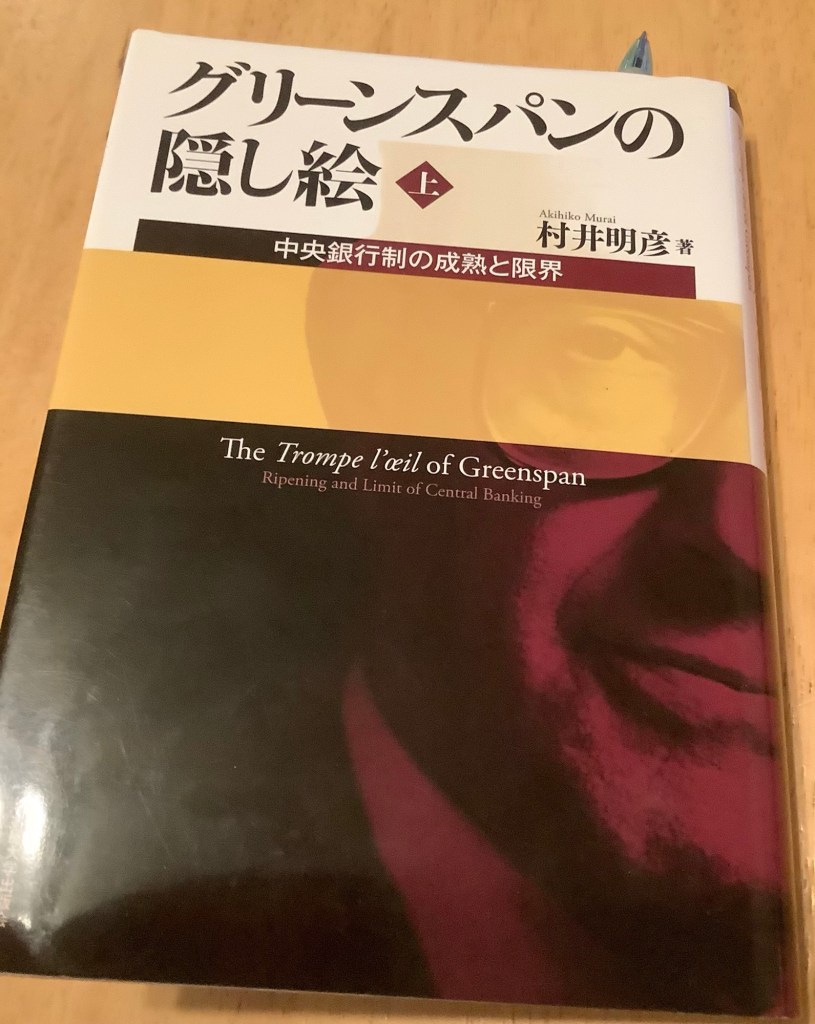 グリーンスパンの
隠し絵 上
Akihiko Murai
村井明彦 著
中央銀行制の成熟と限界
The Trompe l'œil of Greenspan
Ripening and Limit of Central Banking